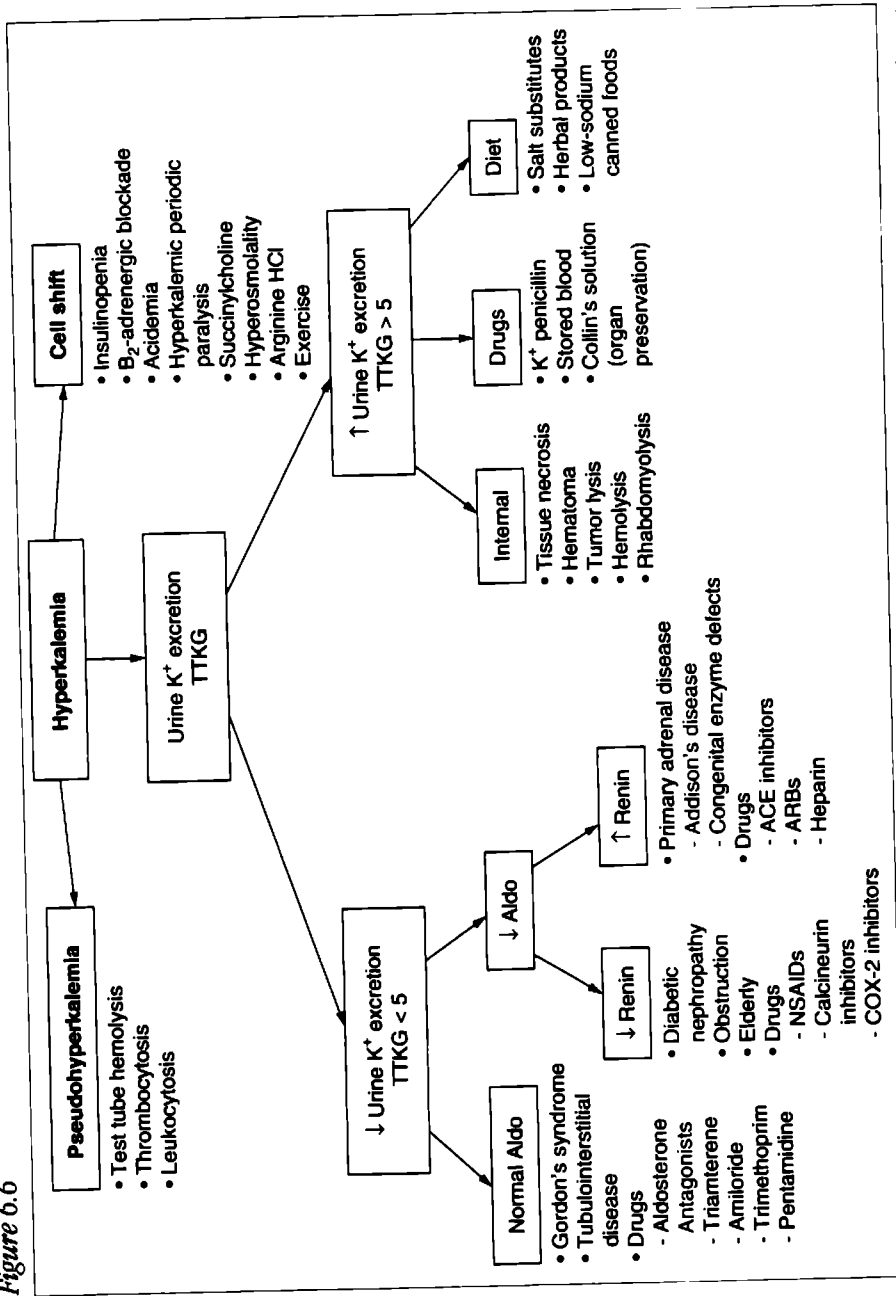 Figure 6.6
Hyperkalemia
Pseudohyperkalemia
• Test tube hemolysis
• Thrombocytosis
• Leukocytosis
Cell shift
• Insulinopenia
• B₂-adrenergic blockade
• Acidemia
• Hyperkalemic periodic
paralysis
• Succinylcholine
• Hyperosmolality
• Arginine HCl
• Exercise
Urine K⁺ excretion
TTKG
↓ Urine K⁺ excretion
TTKG < 5
↑ Urine K⁺ excretion
TTKG > 5
Normal Aldo
• Gordon's syndrome
• Tubulointerstitial
disease
• Drugs
- Aldosterone
Antagonists
- Triamterene
- Amiloride
- Trimethoprim
- Pentamidine
↓ Aldo
↓ Renin
• Diabetic
nephropathy
• Obstruction
• Elderly
• Drugs
- NSAIDs
- Calcineurin
inhibitors
- COX-2 inhibitors
↑ Renin
• Primary adrenal disease
- Addison's disease
- Congenital enzyme defects
• Drugs
- ACE inhibitors
- ARBs
- Heparin
Internal
• Tissue necrosis
• Hematoma
• Tumor lysis
• Hemolysis
• Rhabdomyolysis
Drugs
• K⁺ penicillin
• Stored blood
• Collin's solution
(organ
preservation)
Diet
• Salt substitutes
• Herbal products
• Low-sodium
canned foods